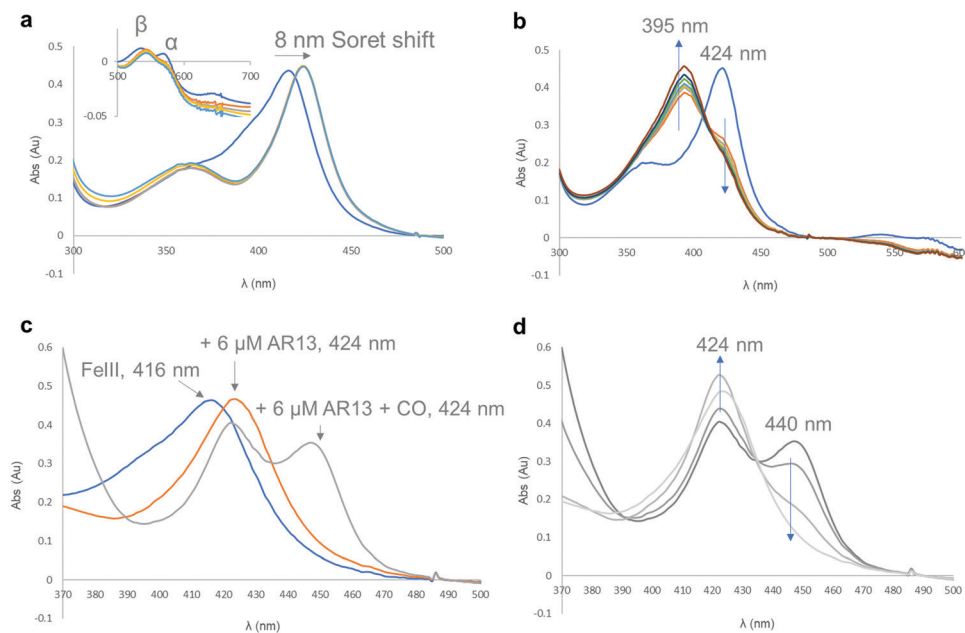 a
β
α
8 nm Soret shift
0
-0.05
500
600
700
0.5
0.4
0.3
0.2
0.1
0
-0.1
Abs (Au)
300
350
400
450
500
λ (nm)
b
395 nm
424 nm
0.5
0.4
0.3
0.2
0.1
0
-0.1
Abs (Au)
300
350
400
450
500
550
600
λ (nm)
c
FeIII, 416 nm
+ 6 µM AR13, 424 nm
+ 6 µM AR13 + CO, 424 nm
0.6
0.5
0.4
0.3
0.2
0.1
0
-0.1
Abs (Au)
370 380 390 400 410 420 430 440 450 460 470 480 490 500
λ (nm)
d
424 nm
440 nm
0.6
0.5
0.4
0.3
0.2
0.1
0
-0.1
Abs (Au)
370 380 390 400 410 420 430 440 450 460 470 480 490 500
λ (nm)